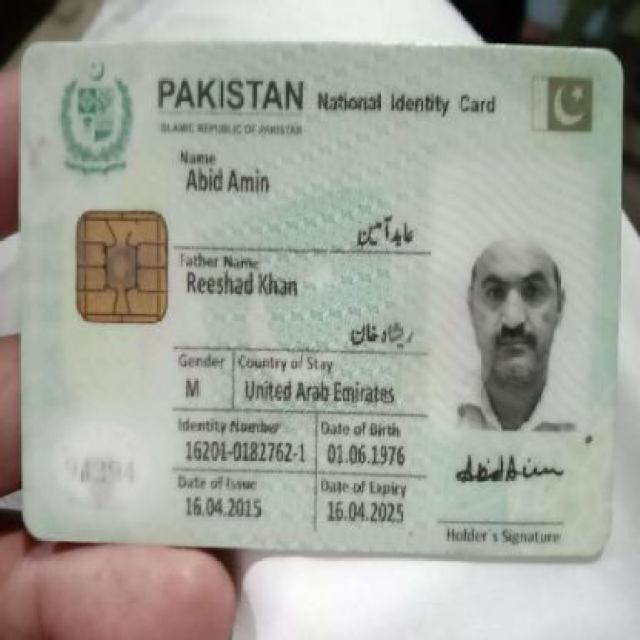 PAKISTAN National Identity Card
ISLAMIC REPUBLIC OF PAKISTAN
Name
Abid Amin
عابد آمین
Father Name
Reeshad Khan
ریشاد خان
Gender Country of Stay
M United Arab Emirates
Identity Number Date of Birth
16201-0182762-1 01.06.1976
Date of Issue Date of Expiry
16.04.2015 16.04.2025
Holder's Signature